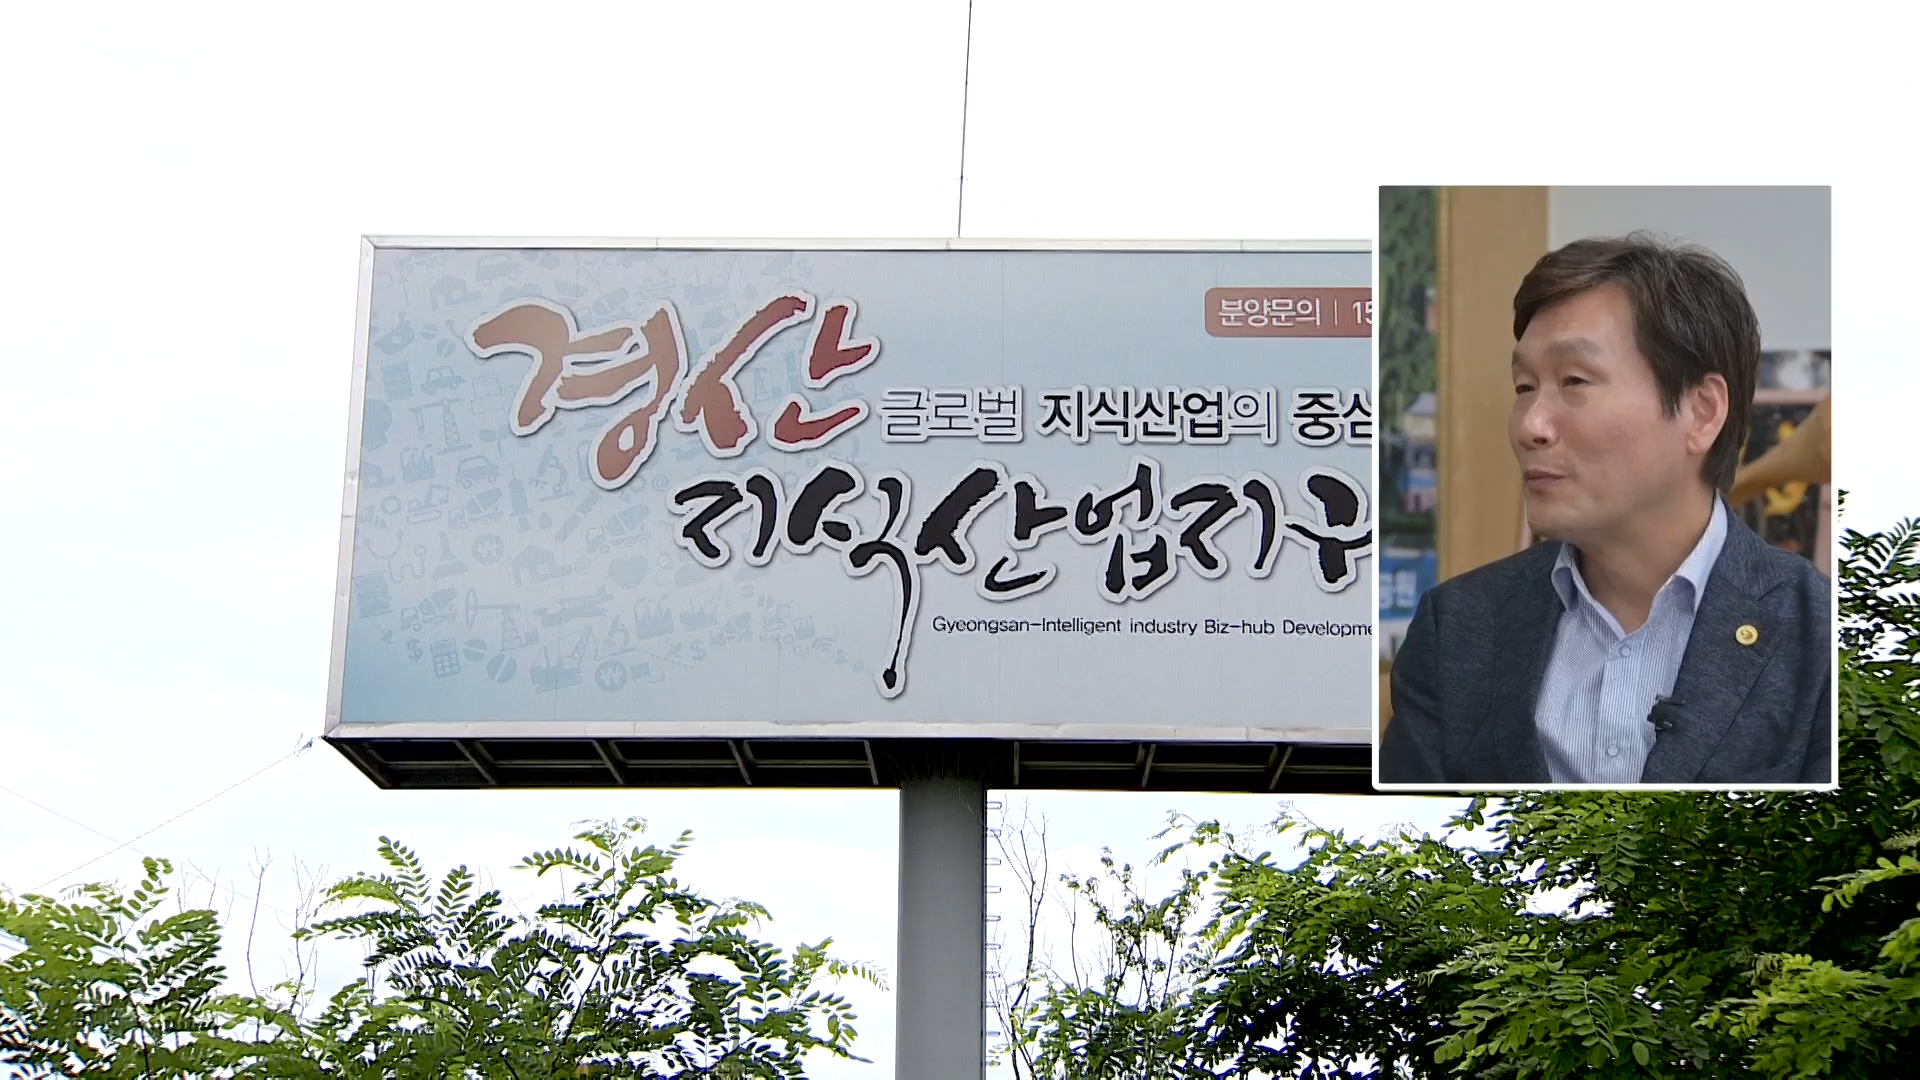 분양문의 | 15
경산
글로벌 지식산업의 중심
지식산업지구
Gyeongsan-Intelligent industry Biz-hub Developme